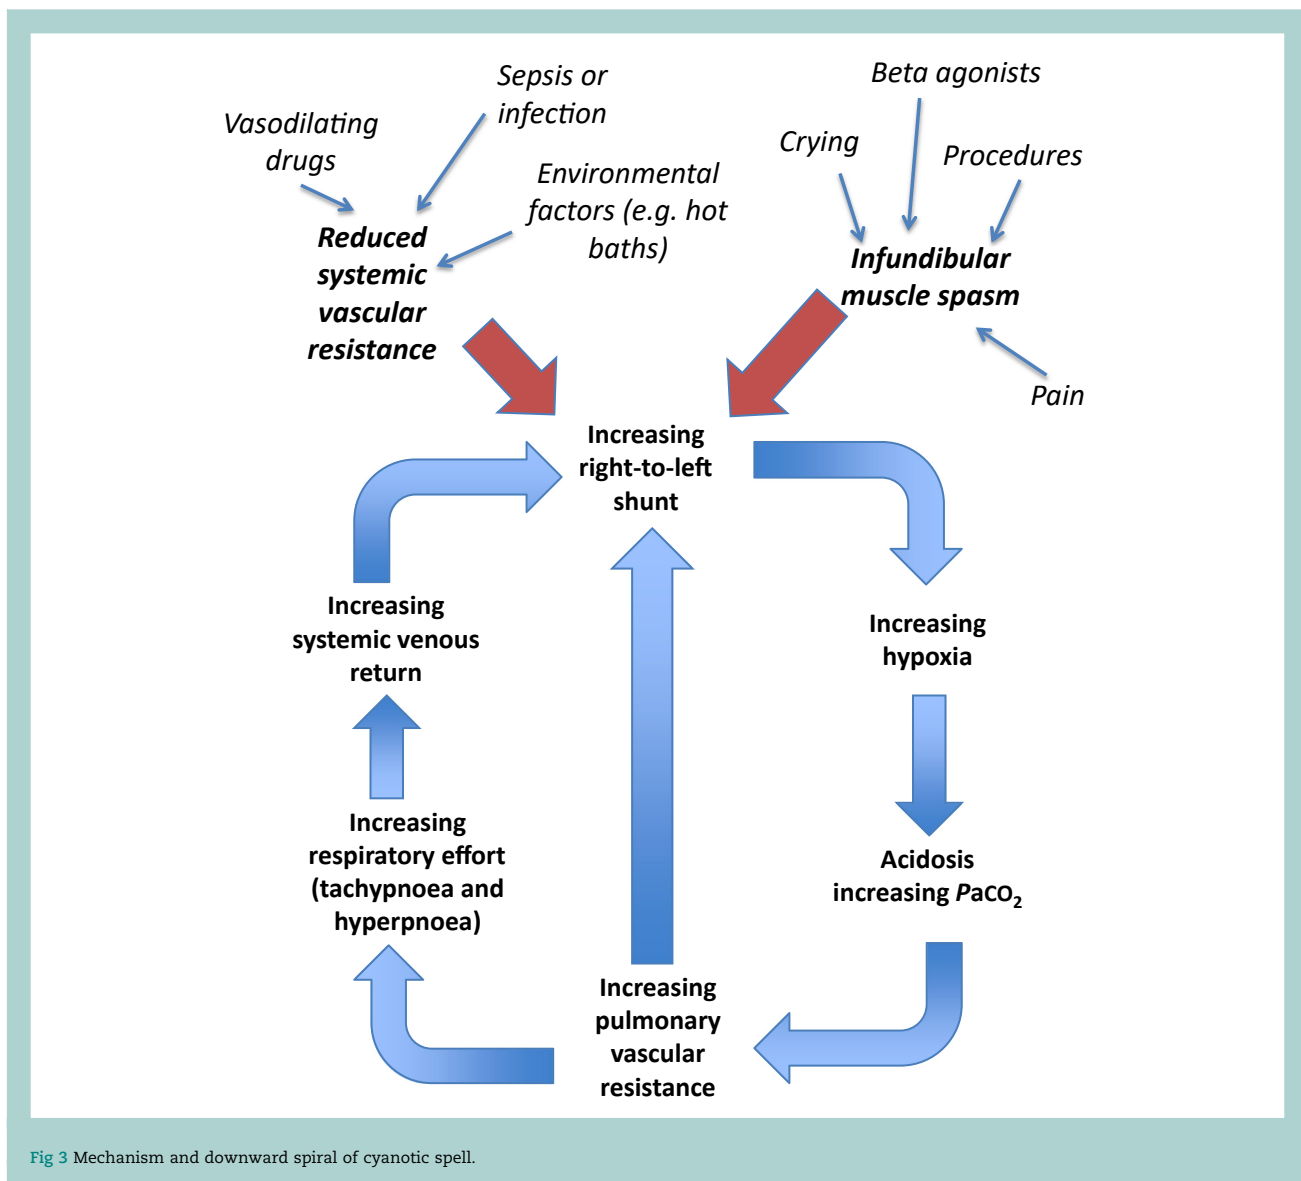 Vasodilating
drugs
Sepsis or
infection
Environmental
factors (e.g. hot
baths)
Reduced
systemic
vascular
resistance
Beta agonists
Crying
Procedures
Infundibular
muscle spasm
Pain
Increasing
right-to-left
shunt
Increasing
hypoxia
Acidosis
increasing PaCO₂
Increasing
pulmonary
vascular
resistance
Increasing
respiratory effort
(tachypnoea and
hyperpnoea)
Increasing
systemic venous
return
Fig 3 Mechanism and downward spiral of cyanotic spell.